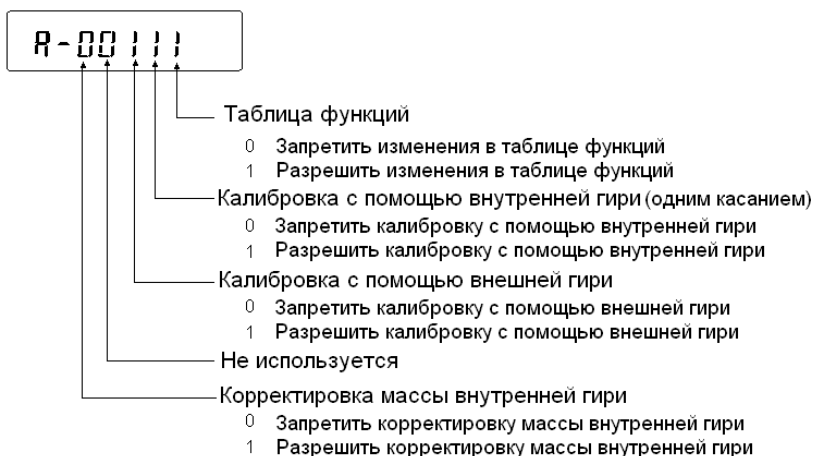 A-00111
Таблица функций
0 Запретить изменения в таблице функций
1 Разрешить изменения в таблице функций
Калибровка с помощью внутренней гири (одним касанием)
0 Запретить калибровку с помощью внутренней гири
1 Разрешить калибровку с помощью внутренней гири
Калибровка с помощью внешней гири
0 Запретить калибровку с помощью внешней гири
1 Разрешить калибровку с помощью внешней гири
Не используется
Корректировка массы внутренней гири
0 Запретить корректировку массы внутренней гири
1 Разрешить корректировку массы внутренней гири